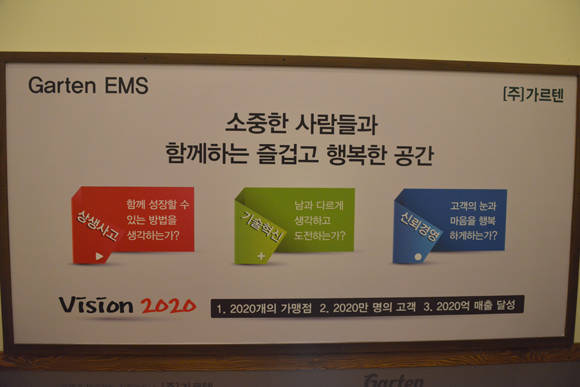 Garten EMS
[주]가르텐
소중한 사람들과
함께하는 즐겁고 행복한 공간
상생사고
함께 성장할 수
있는 방법을
생각하는가?
기술혁신
남과 다르게
생각하고
도전하는가?
신뢰경영
고객의 눈과
마음을 행복
하게하는가?
Vision 2020
1. 2020개의 가맹점 2. 2020만 명의 고객 3. 2020억 매출 달성
(주)가르텐
Garten